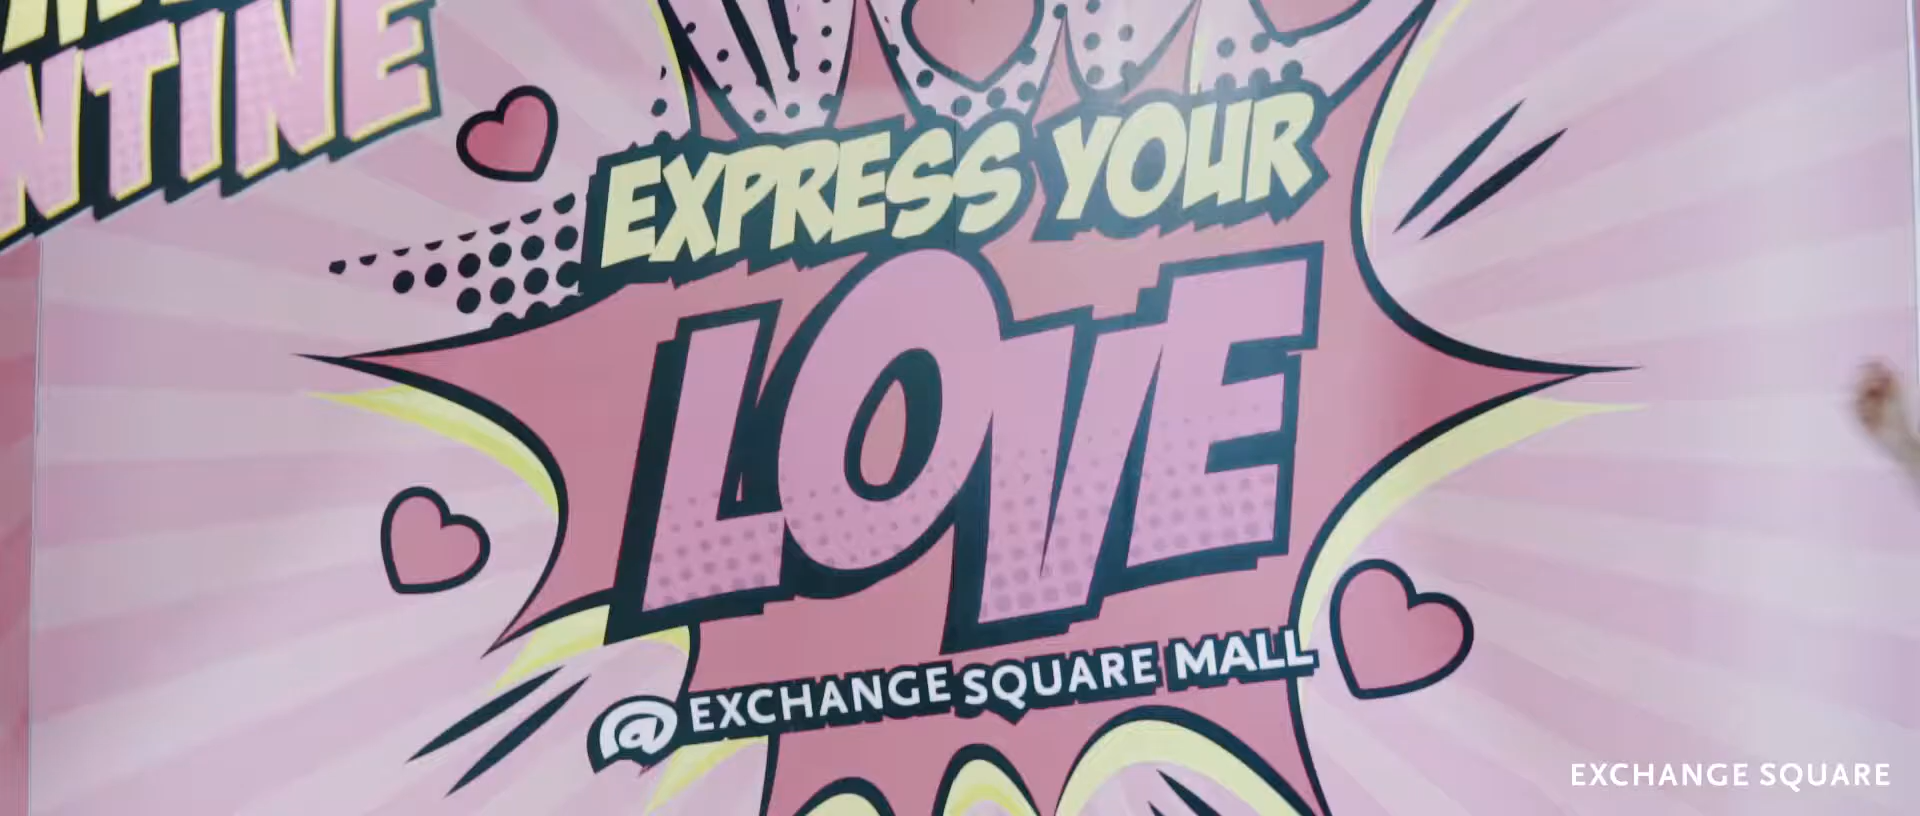 NTINE
EXPRESS YOUR
LOVE
@EXCHANGE SQUARE MALL
EXCHANGE SQUARE